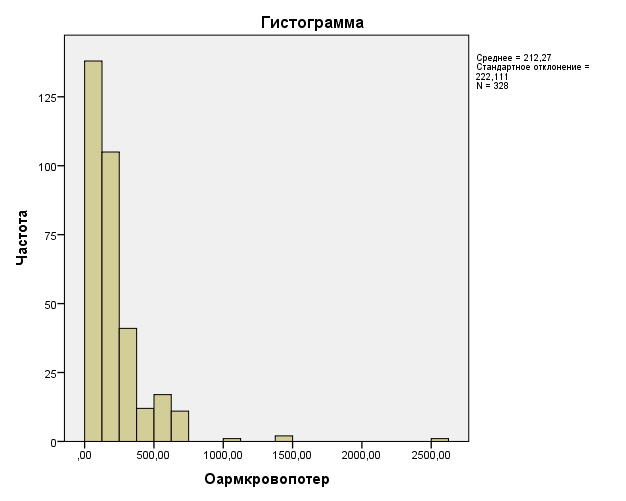 Гистограмма
Среднее = 212,27
Стандартное отклонение =
222,111
N = 328
Частота
125
100
75
50
25
0
,00
500,00
1000,00
1500,00
2000,00
2500,00
Оармкровопотер